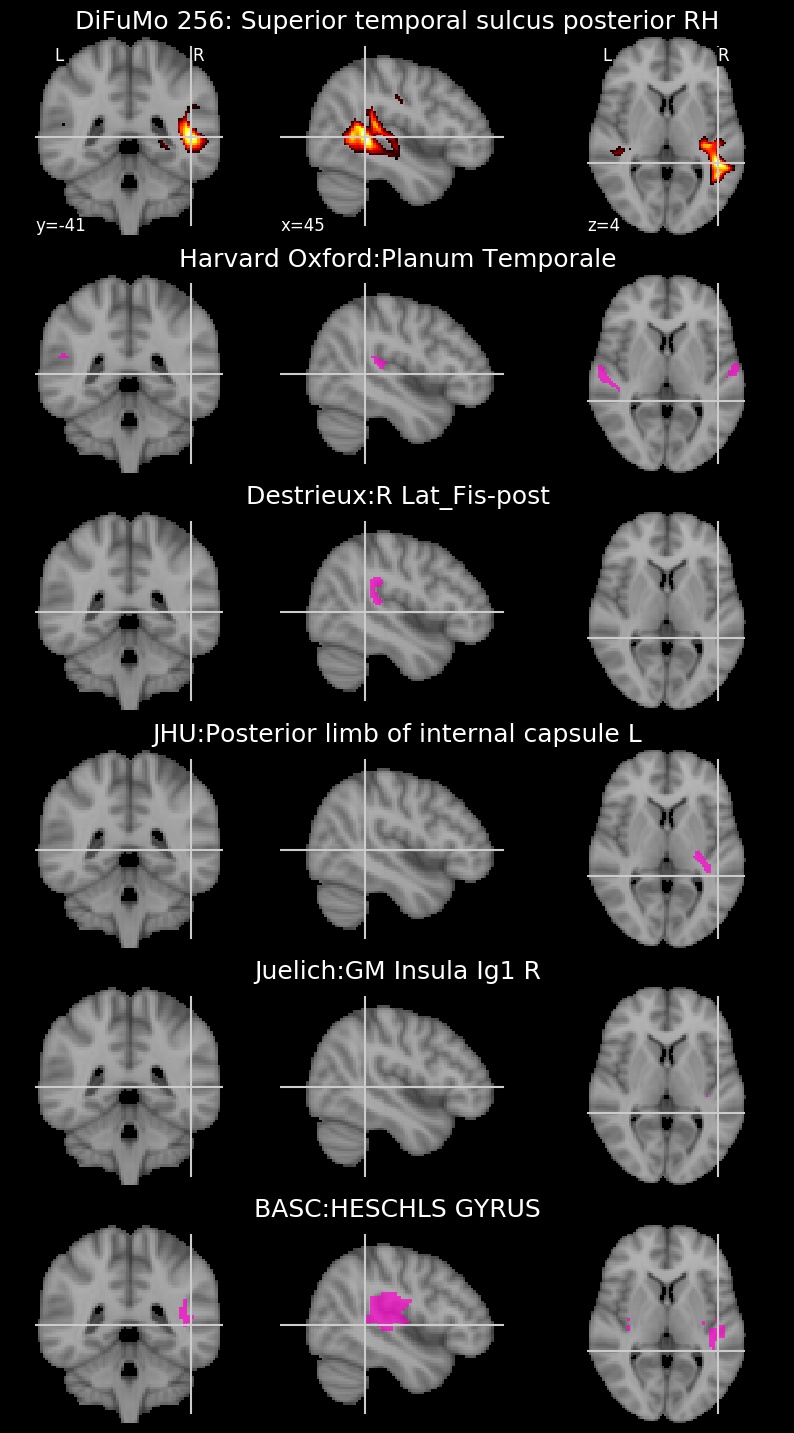 DiFuMo 256: Superior temporal sulcus posterior RH
L R L R
y=-41 x=45 z=4
Harvard Oxford:Planum Temporale
Destrieux:R Lat_Fis-post
JHU:Posterior limb of internal capsule L
Juelich:GM Insula Ig1 R
BASC:HESCHLS GYRUS